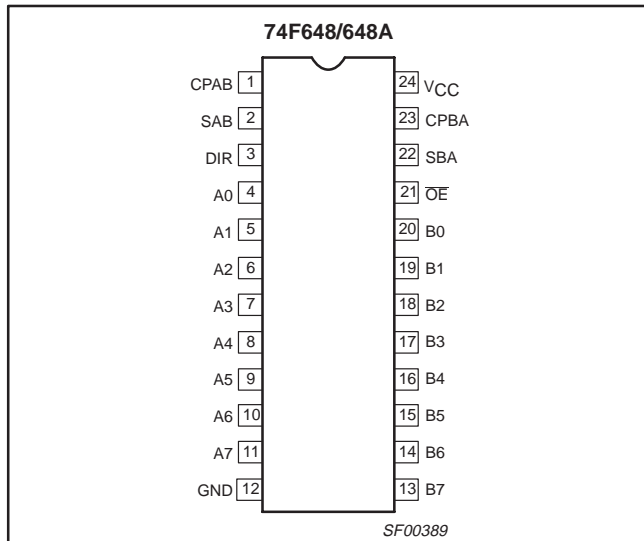 74F648/648A
CPAB 1 24 VCC
SAB 2 23 CPBA
DIR 3 22 SBA
A0 4 21 OE
A1 5 20 B0
A2 6 19 B1
A3 7 18 B2
A4 8 17 B3
A5 9 16 B4
A6 10 15 B5
A7 11 14 B6
GND 12 13 B7
SF00389